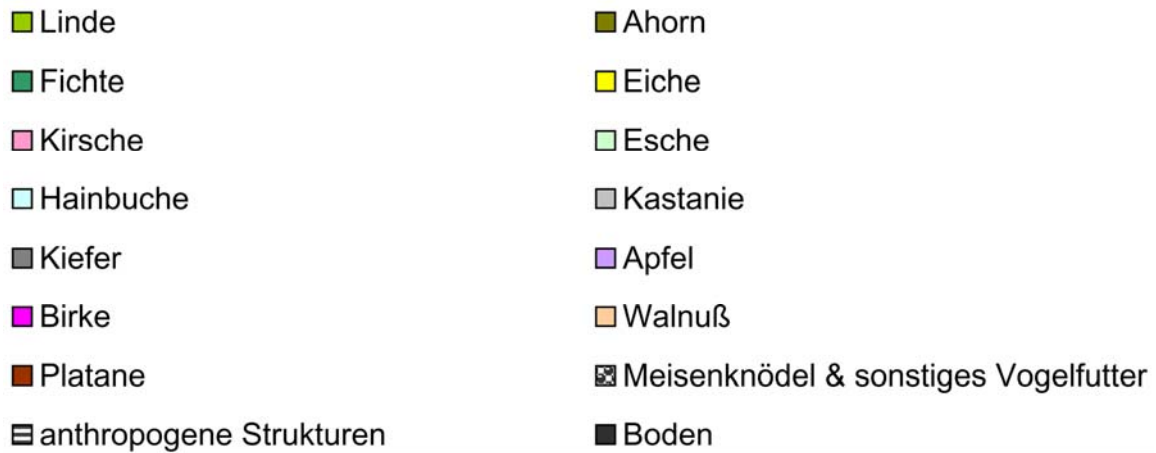 Linde Ahorn
Fichte Eiche
Kirsche Esche
Hainbuche Kastanie
Kiefer Apfel
Birke Walnuß
Platane Meisenknödel & sonstiges Vogelfutter
anthropogene Strukturen Boden